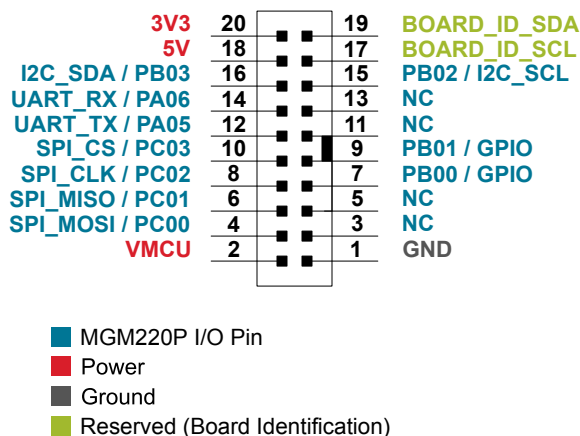 3V3 20 19 BOARD_ID_SDA
5V 18 17 BOARD_ID_SCL
I2C_SDA / PB03 16 15 PB02 / I2C_SCL
UART_RX / PA06 14 13 NC
UART_TX / PA05 12 11 NC
SPI_CS / PC03 10 9 PB01 / GPIO
SPI_CLK / PC02 8 7 PB00 / GPIO
SPI_MISO / PC01 6 5 NC
SPI_MOSI / PC00 4 3 NC
VMCU 2 1 GND
MGM220P I/O Pin
Power
Ground
Reserved (Board Identification)